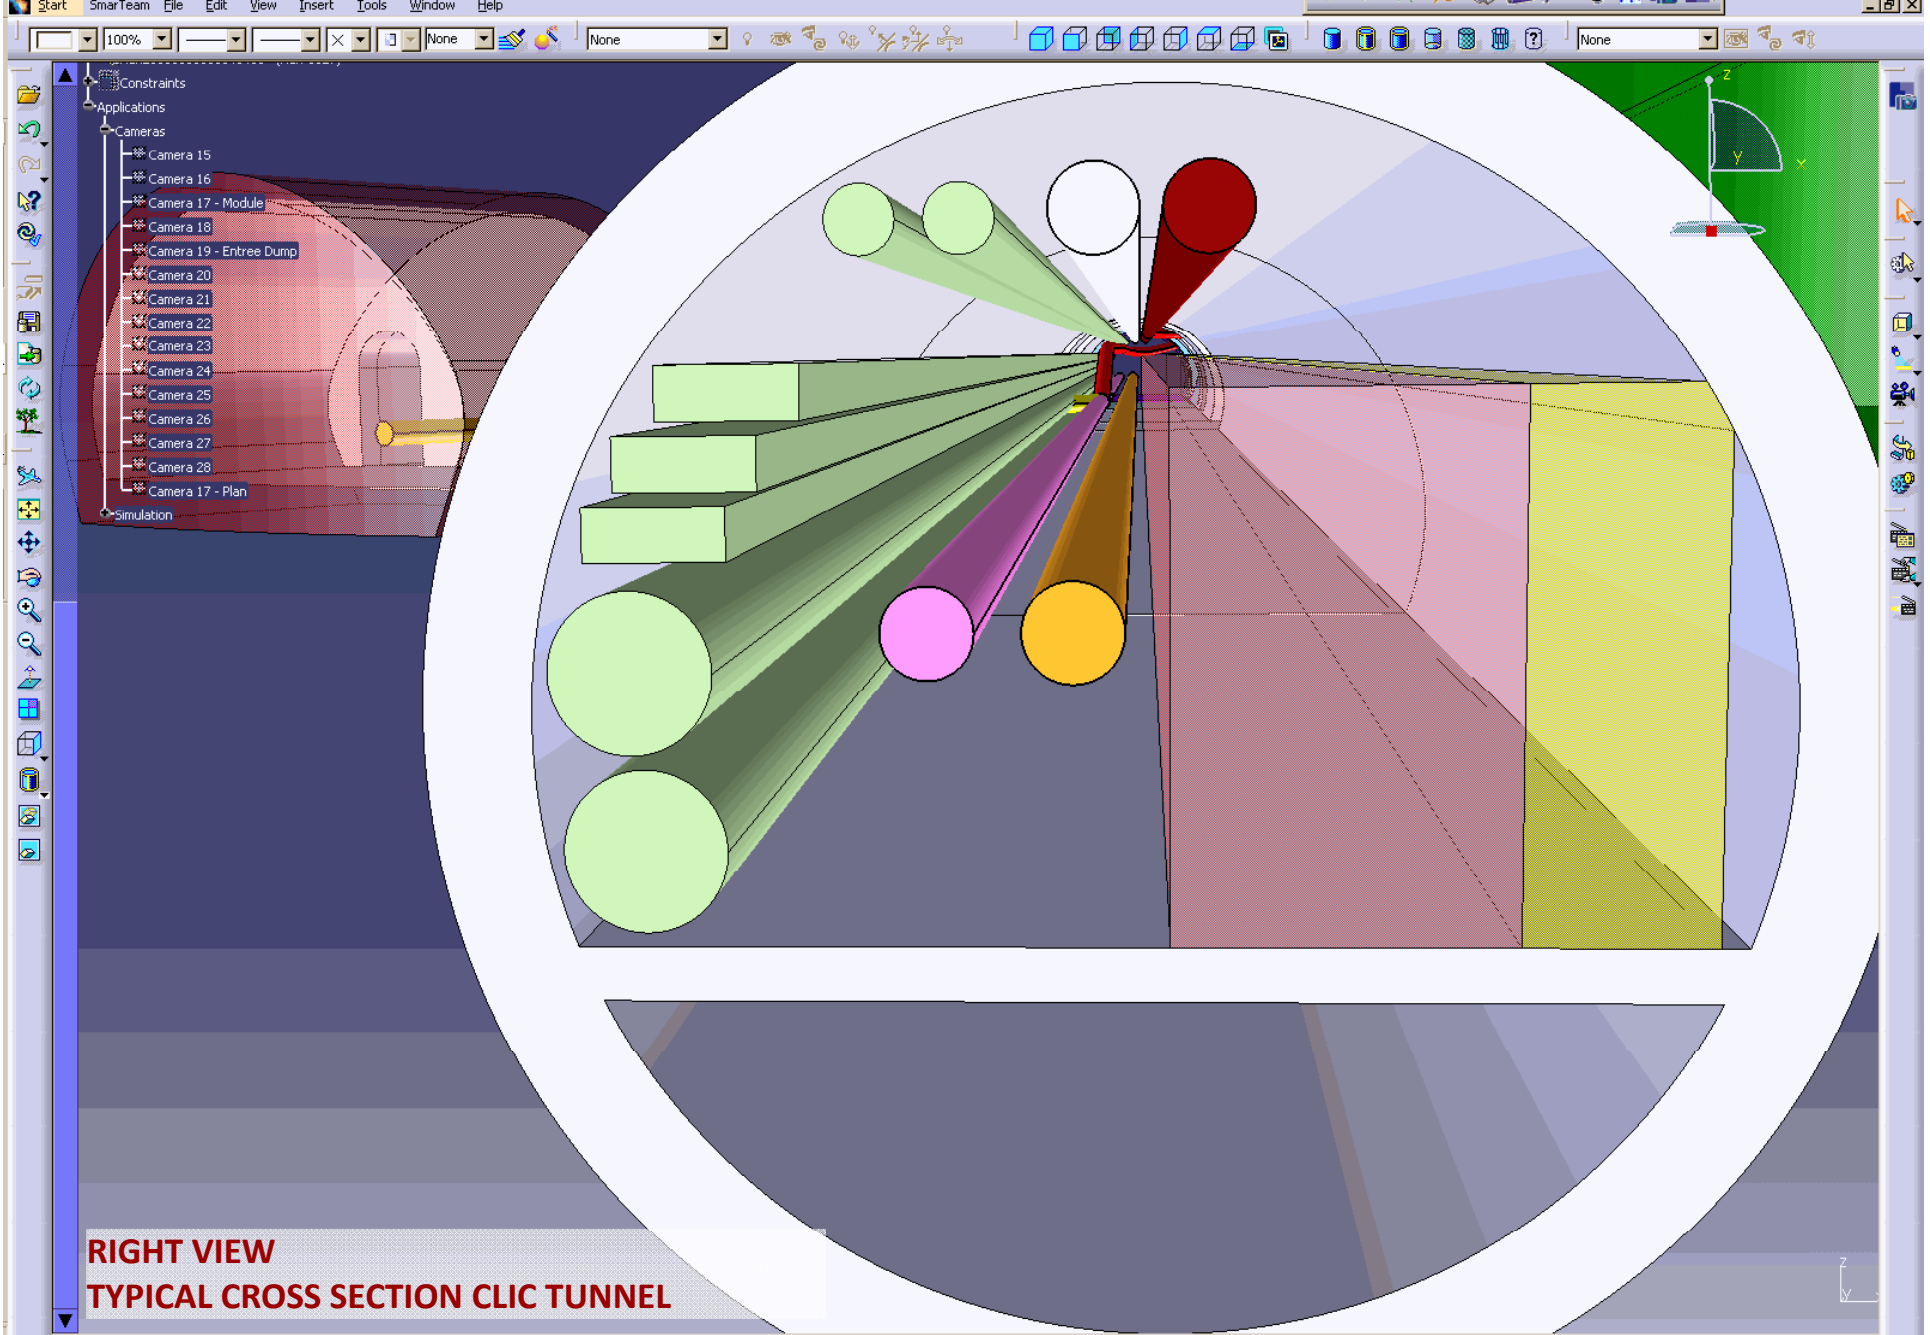 Start SmarTeam File Edit View Insert Tools Window Help
100% None None None
Constraints
Applications
Cameras
Camera 15
Camera 16
Camera 17 - Module
Camera 18
Camera 19 - Entree Dump
Camera 20
Camera 21
Camera 22
Camera 23
Camera 24
Camera 25
Camera 26
Camera 27
Camera 28
Camera 17 - Plan
Simulation
z
y
x
RIGHT VIEW
TYPICAL CROSS SECTION CLIC TUNNEL
z
y